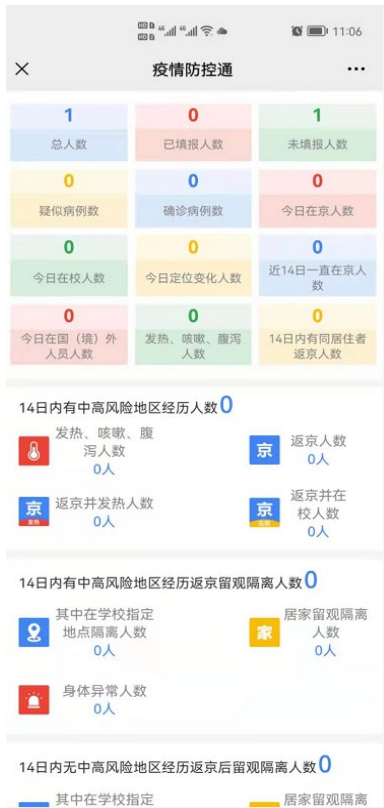 11:06
疫情防控通
1
0
1
总人数
已填报人数
未填报人数
0
0
0
疑似病例数
确诊病例数
今日在京人数
0
0
0
今日在校人数
今日定位变化人数
近14日一直在京人
数
0
0
0
今日在国（境）外
人员人数
发热、咳嗽、腹泻
人数
14日内有同居住者
返京人数
14日内有中高风险地区经历人数0
发热、咳嗽、腹
泻人数
0人
京
返京人数
0人
京
发热
返京并发热人数
0人
京
返京并在
校人数
0人
14日内有中高风险地区经历返京留观隔离人数0
其中在学校指定
地点隔离人数
0人
家
居家留观隔离
人数
0人
身体异常人数
0人
14日内无中高风险地区经历返京后留观隔离人数0
其中在学校指定
居家留观隔离